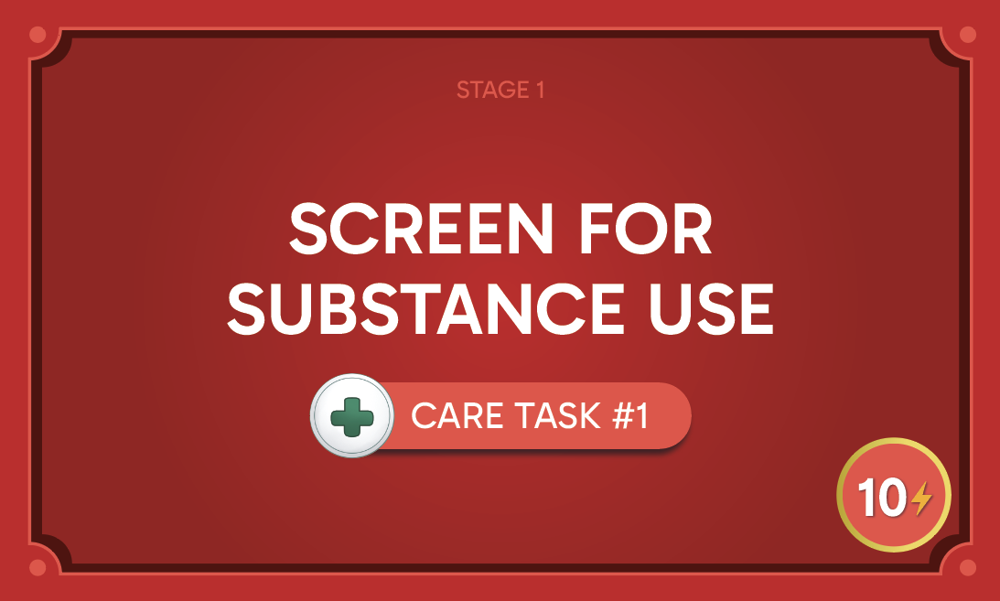 STAGE 1
SCREEN FOR
SUBSTANCE USE
CARE TASK #1
10